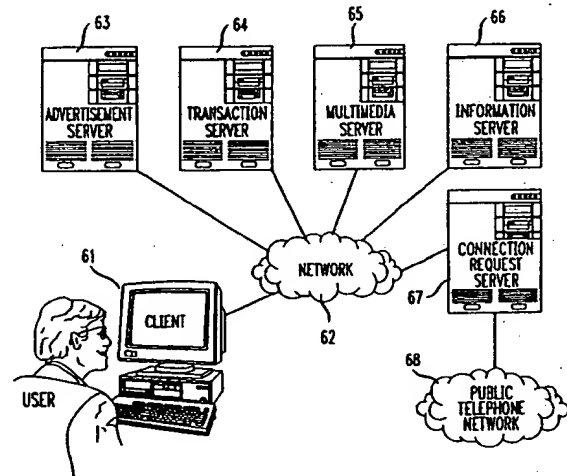 63
64
65
66
ADVERTISEMENT
SERVER
TRANSACTION
SERVER
MULTIMEDIA
SERVER
INFORMATION
SERVER
61
CLIENT
NETWORK
62
CONNECTION
REQUEST
SERVER
67
68
USER
PUBLIC
TELEPHONE
NETWORK